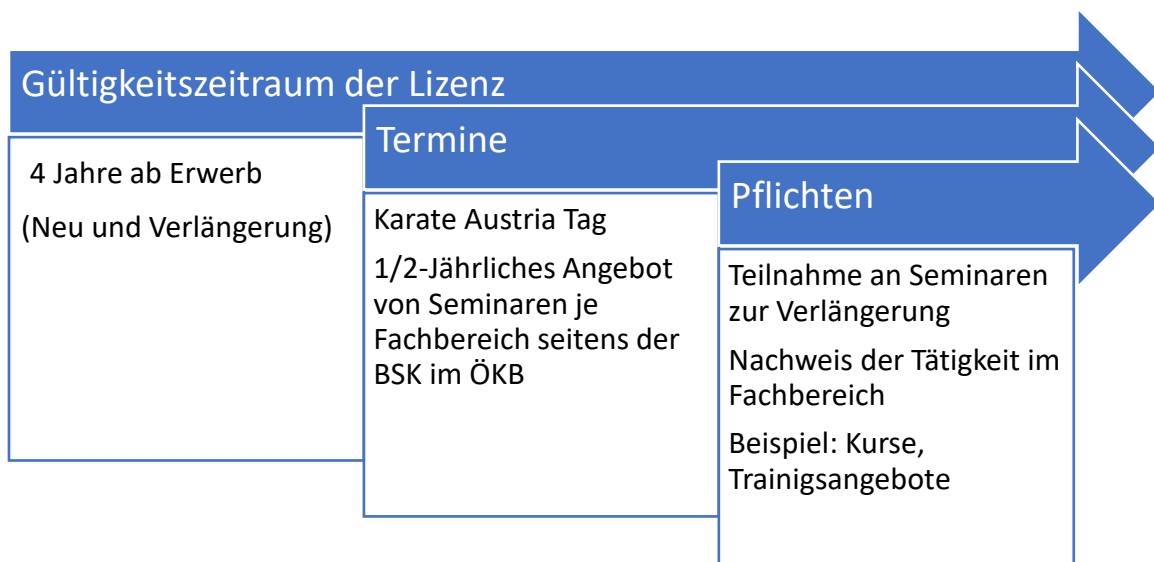 Gültigkeitszeitraum der Lizenz
4 Jahre ab Erwerb
(Neu und Verlängerung)
Termine
Karate Austria Tag
1/2-Jährliches Angebot
von Seminaren je
Fachbereich seitens der
BSK im ÖKB
Pflichten
Teilnahme an Seminaren
zur Verlängerung
Nachweis der Tätigkeit im
Fachbereich
Beispiel: Kurse,
Trainigsangebote